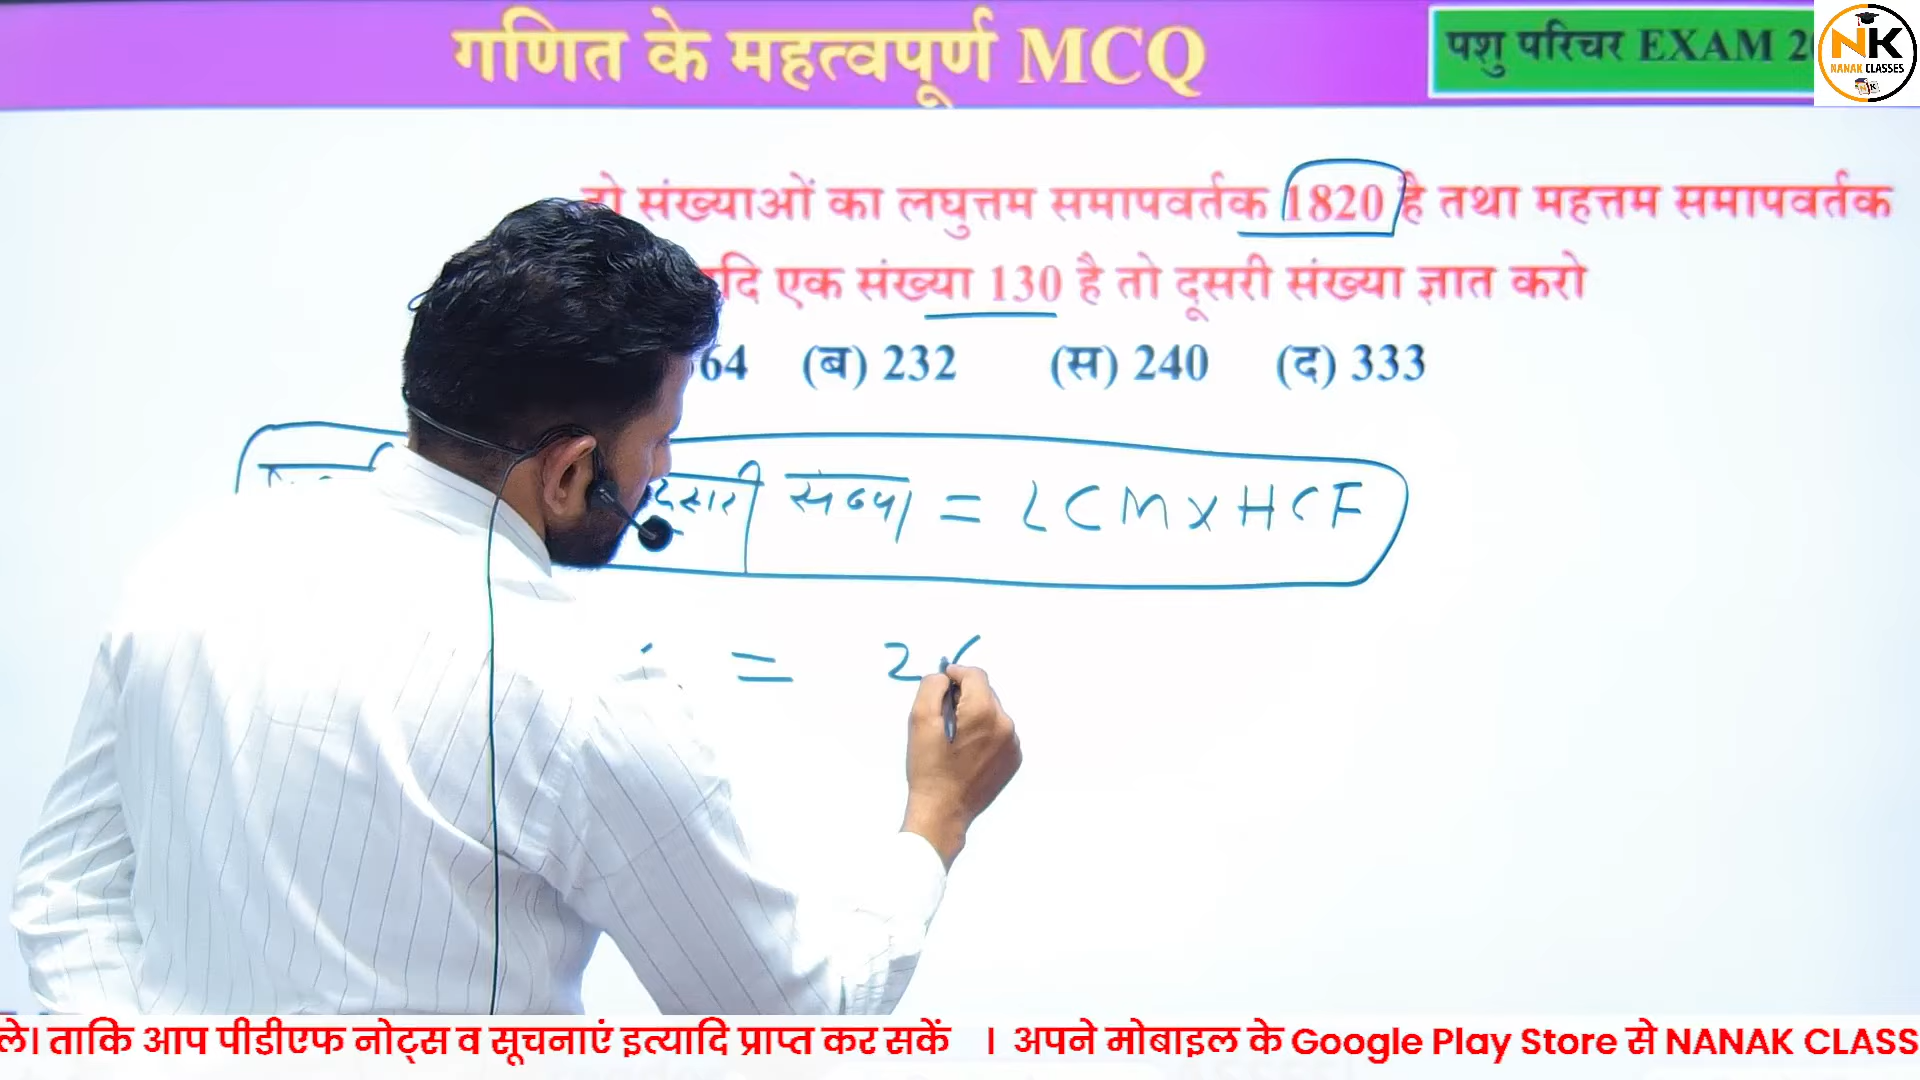 गणित के महत्वपूर्ण MCQ
पशु परिचर EXAM
NK
NANAK CLASSES
दो संख्याओं का लघुत्तम समापवर्तक 1820 है तथा महत्तम समापवर्तक
एक संख्या 130 है तो दूसरी संख्या ज्ञात करो
64 (ब) 232 (स) 240 (द) 333
दूसरी संख्या = LCM X HCF
= 2
ले। ताकि आप पीडीएफ नोट्स व सूचनाएं इत्यादि प्राप्त कर सकें । अपने मोबाइल के Google Play Store से NANAK CLASS